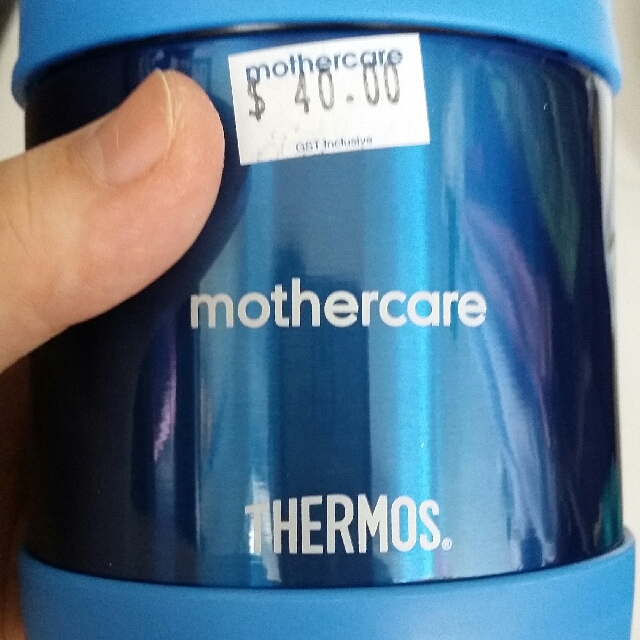 mothercare
$ 40.00
GST Inclusive
mothercare
THERMOS®